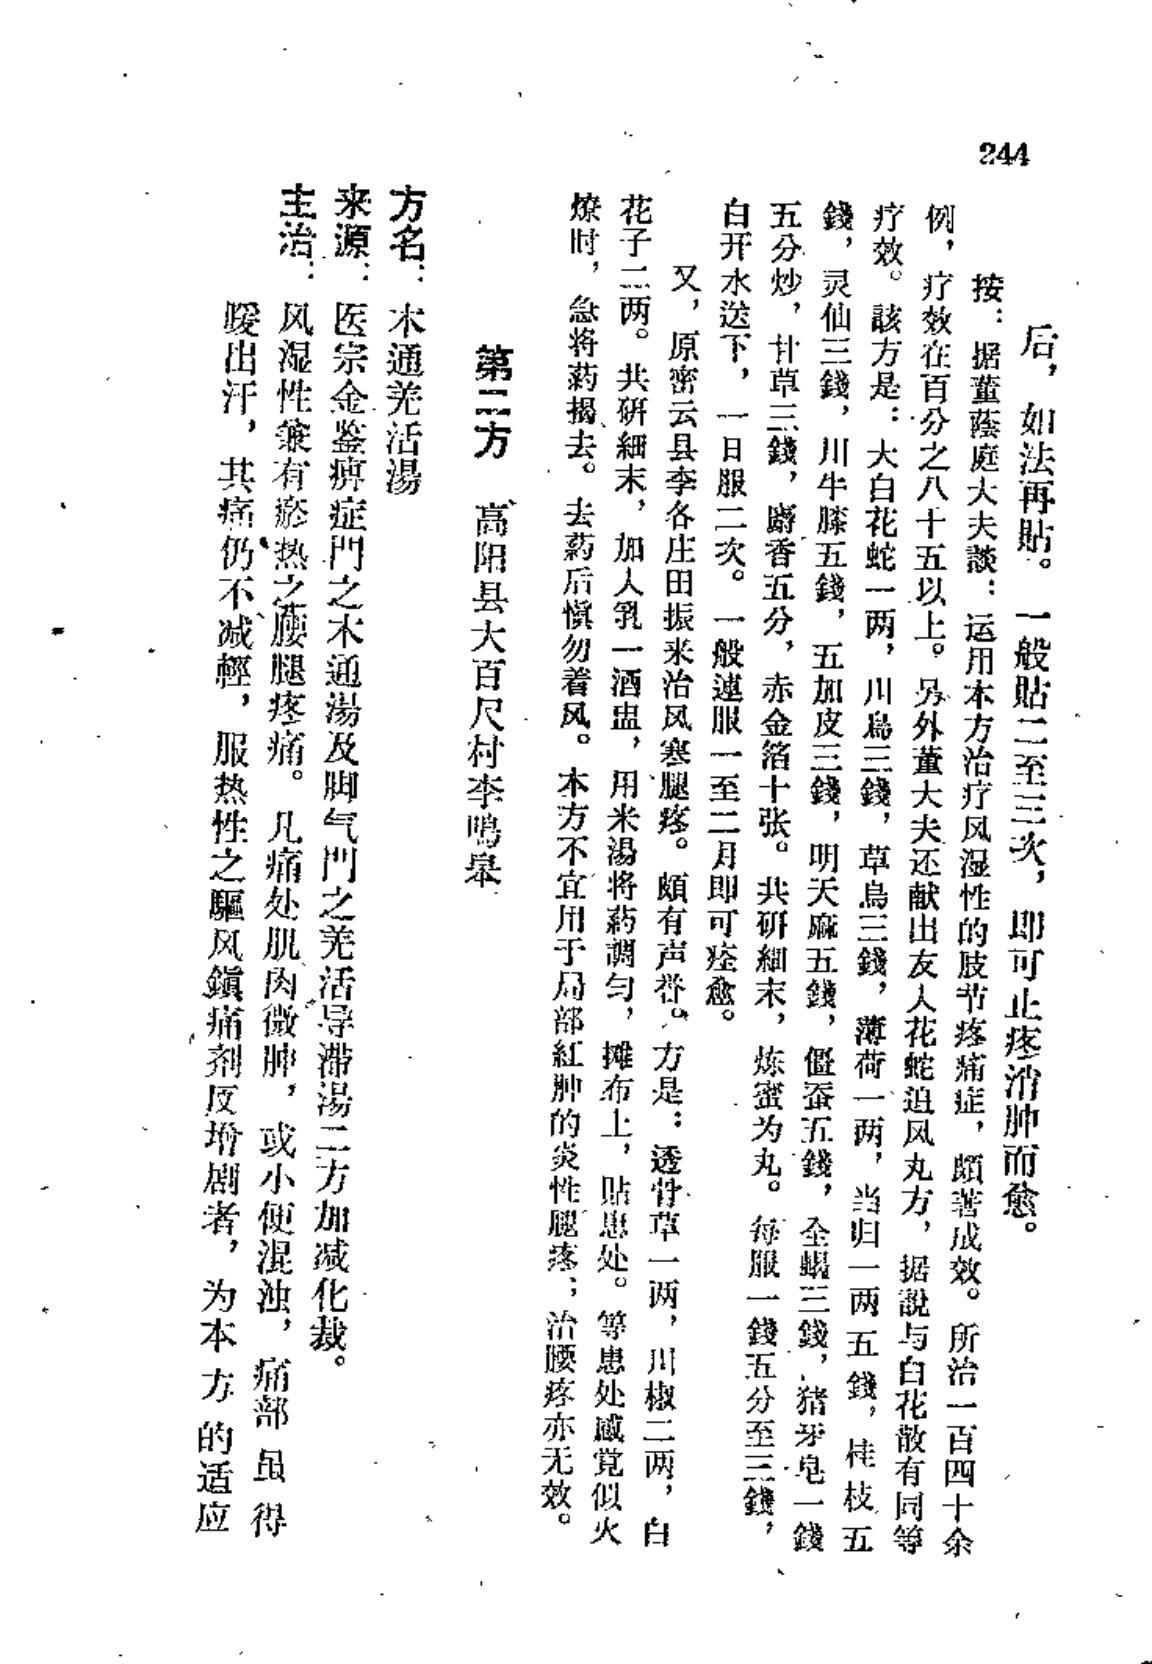 244
后，如法再貼。一般貼二至三次，即可止疼消肿而愈。
按：据董蔭庭大夫談：运用本方治疗风湿性的肢节疼痛症，頗著成效。所治一百四十余
例，疗效在百分之八十五以上。另外董大夫还献出友人花蛇追风丸方，据說与白花散有同等
疗效。該方是：大白花蛇一两，川烏三錢，草烏三錢，薄荷一两，当归一两五錢，桂枝五
錢，灵仙三錢，川牛膝五錢，五加皮三錢，明天麻五錢，僵蚕五錢，全蝎三錢，猪牙皂一錢
五分炒，甘草三錢，麝香五分，赤金箔十张。共研細末，炼蜜为丸。每服一錢五分至三錢，
白开水送下，一日服二次。一般連服一至二月即可痊愈。
又，原密云县李各庄田振来治风寒腿疼。頗有声誉。方是：透骨草一两，川椒二两，白
花子二两。共研細末，加人乳一酒盅，用米湯将葯調匀，摊布上，貼患处。等患处感覚似火
燎时，急将葯揭去。去葯后愼勿着风。本方不宜用于局部紅肿的炎性腿疼；治腰疼亦无效。
第二方　高阳县大百尺村李鳴皋
方名：木通羌活湯
来源：医宗金鉴痹症門之木通湯及脚气門之羌活导滞湯二方加减化裁。
主治：风湿性兼有瘀热之腰腿疼痛。凡痛处肌肉微肿，或小便混浊，痛部虽得
暖出汗，其痛仍不减輕，服热性之驅风鎭痛剂反增剧者，为本方的适应